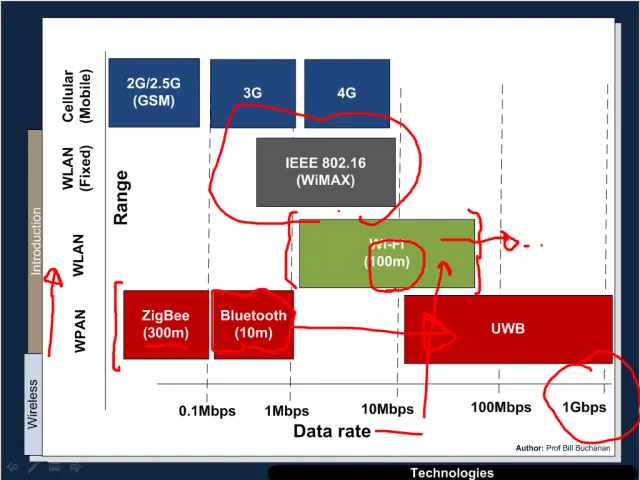 Cellular
(Mobile)
2G/2.5G
(GSM)
3G
4G
WLAN
(Fixed)
IEEE 802.16
(WiMAX)
Range
Introduction
WLAN
Wi-Fi
(100m)
WPAN
ZigBee
(300m)
Bluetooth
(10m)
UWB
Wireless
0.1Mbps
1Mbps
10Mbps
100Mbps
1Gbps
Data rate
Author: Prof Bill Buchanan
Technologies